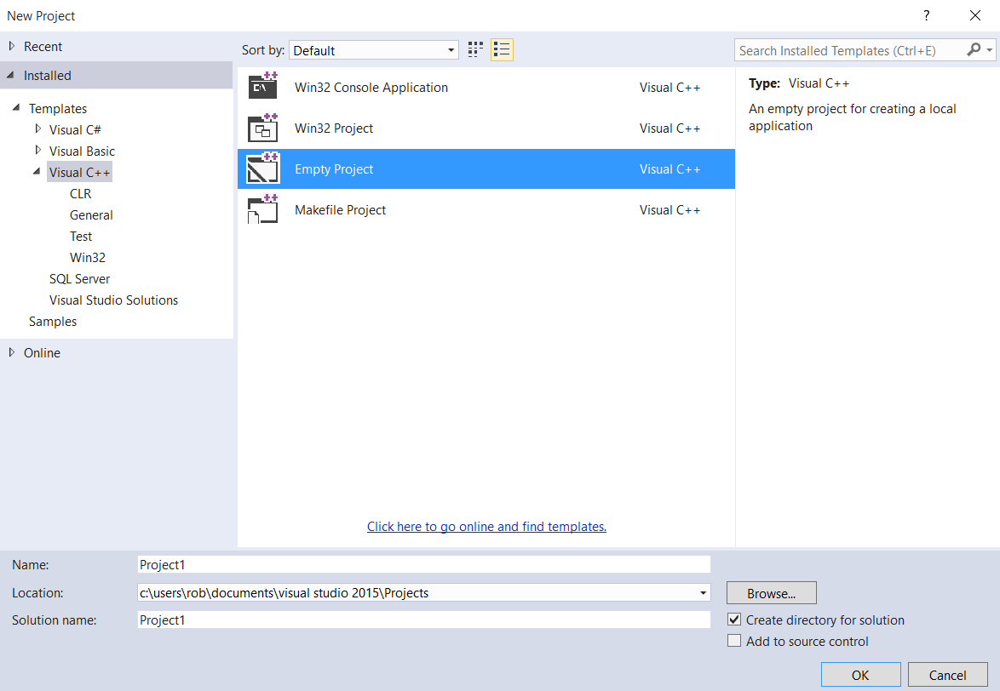 New Project
?
Recent
Installed
Templates
Visual C#
Visual Basic
Visual C++
CLR
General
Test
Win32
SQL Server
Visual Studio Solutions
Samples
Online
Sort by: Default
Win32 Console Application Visual C++
Win32 Project Visual C++
Empty Project Visual C++
Makefile Project Visual C++
Click here to go online and find templates.
Search Installed Templates (Ctrl+E)
Type: Visual C++
An empty project for creating a local
application
Name: Project1
Location: c:\users\rob\documents\visual studio 2015\Projects Browse...
Solution name: Project1
Create directory for solution
Add to source control
OK Cancel